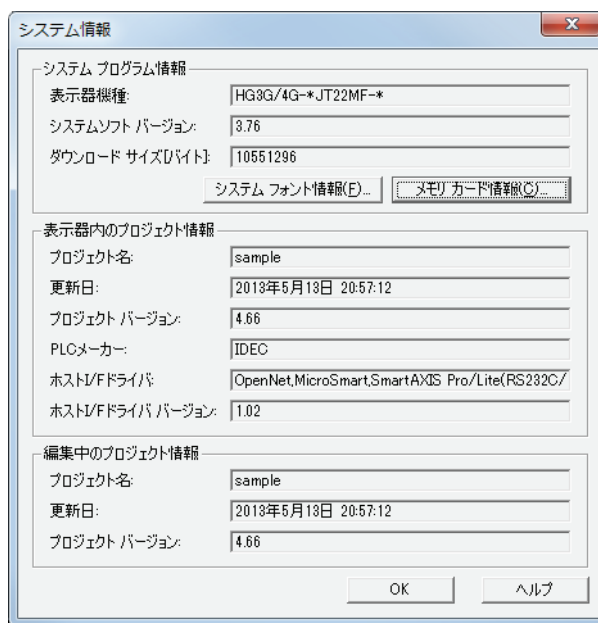 システム情報
システム プログラム情報
表示器機種: HG3G/4G-*JT22MF-*
システムソフト バージョン: 3.76
ダウンロード サイズ[バイト]: 10551296
システム フォント情報(F)... メモリ カード情報(C)...
表示器内のプロジェクト情報
プロジェクト名: sample
更新日: 2013年5月13日 20:57:12
プロジェクト バージョン: 4.66
PLCメーカー: IDEC
ホストI/Fドライバ: OpenNet,MicroSmart,SmartAXIS Pro/Lite(RS232C/
ホストI/Fドライバ バージョン: 1.02
編集中のプロジェクト情報
プロジェクト名: sample
更新日: 2013年5月13日 20:57:12
プロジェクト バージョン: 4.66
OK ヘルプ